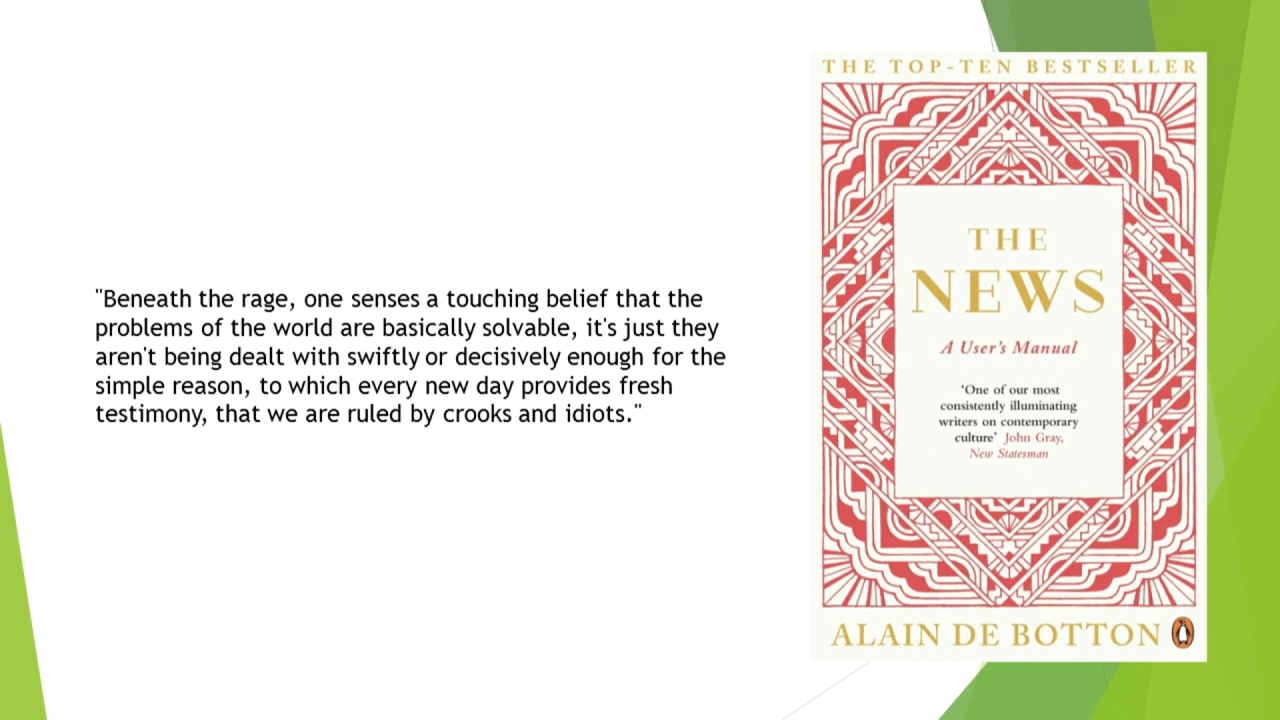 "Beneath the rage, one senses a touching belief that the
problems of the world are basically solvable, it's just they
aren't being dealt with swiftly or decisively enough for the
simple reason, to which every new day provides fresh
testimony, that we are ruled by crooks and idiots."
THE TOP-TEN BESTSELLER
THE
NEWS
A User's Manual
'One of our most
consistently illuminating
writers on contemporary
culture' John Gray,
New Statesman
ALAIN DE BOTTON